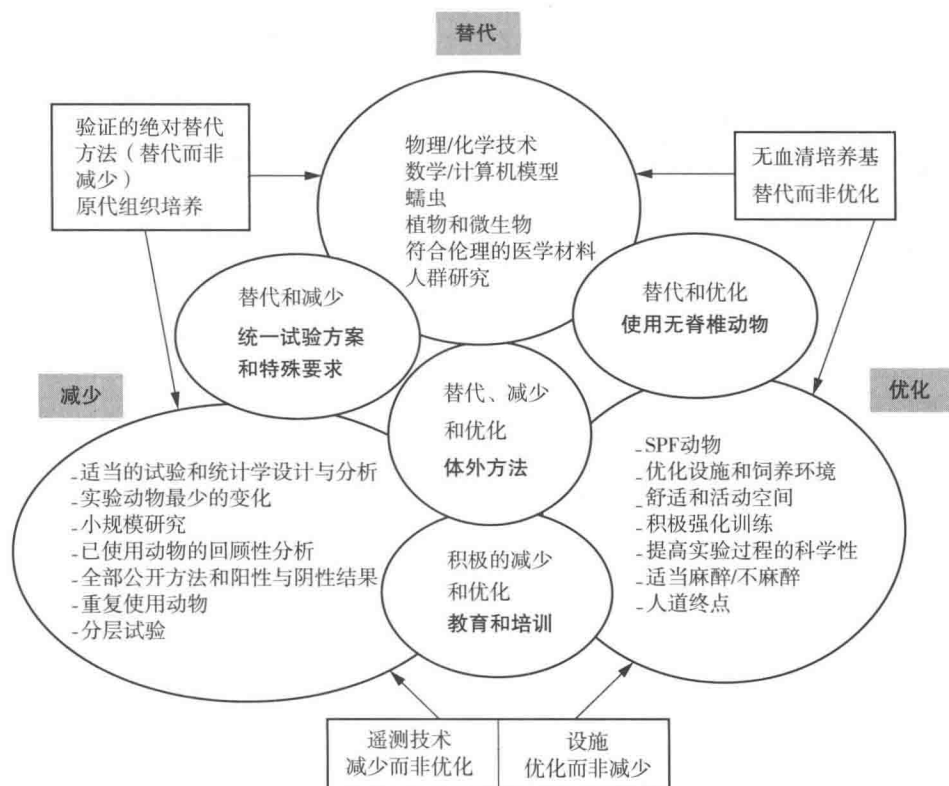 替代
验证的绝对替代
方法（替代而非
减少）
原代组织培养
物理/化学技术
数学/计算机模型
蠕虫
植物和微生物
符合伦理的医学材料
人群研究
无血清培养基
替代而非优化
替代和减少
统一试验方案
和特殊要求
替代和优化
使用无脊椎动物
减少
替代、减少
和优化
体外方法
优化
-适当的试验和统计学设计与分析
-实验动物最少的变化
-小规模研究
-已使用动物的回顾性分析
-全部公开方法和阳性与阴性结果
-重复使用动物
-分层试验
-SPF动物
-优化设施和饲养环境
-舒适和活动空间
-积极强化训练
-提高实验过程的科学性
-适当麻醉/不麻醉
-人道终点
积极的减少
和优化
教育和培训
遥测技术
减少而非优化
设施
优化而非减少